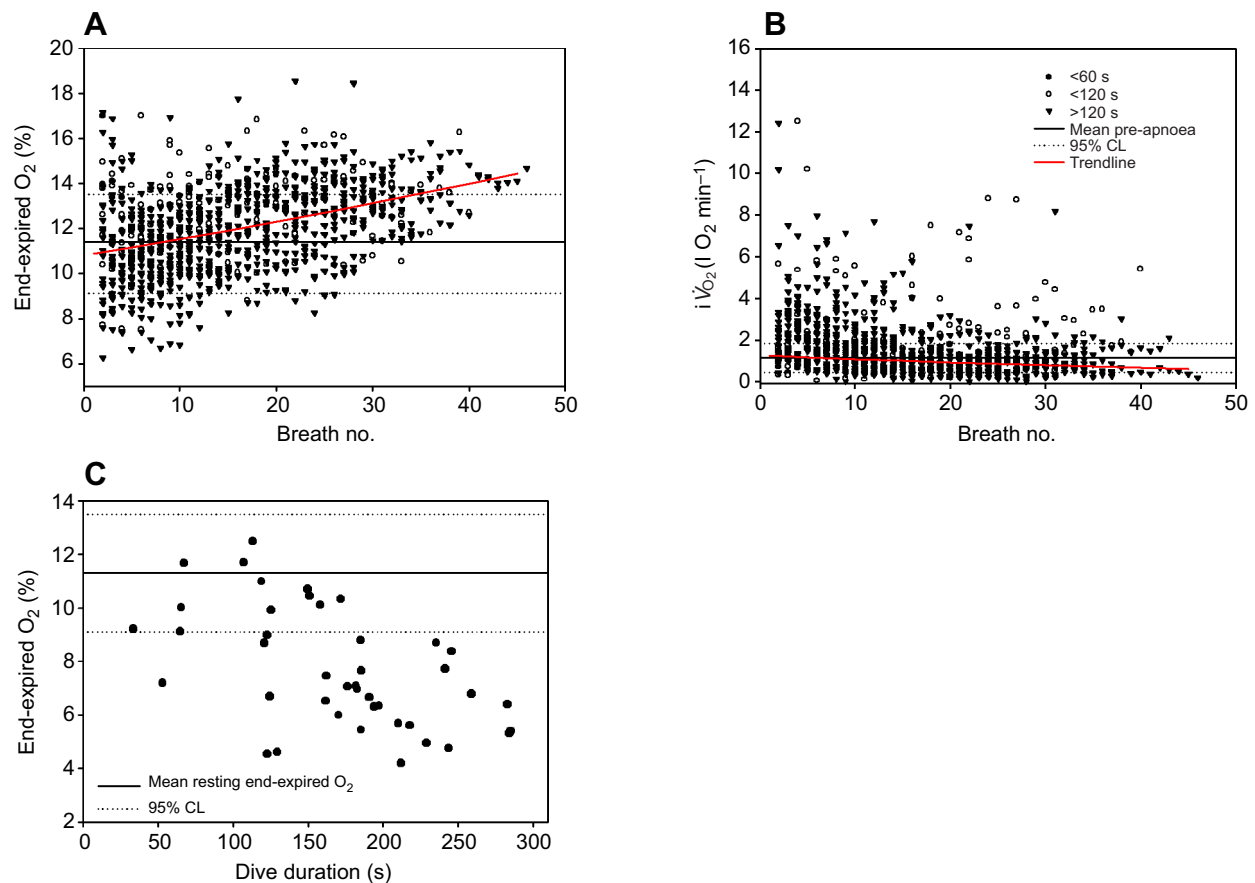 A
End-expired O2 (%)
20
18
16
14
12
10
8
6
0 10 20 30 40 50
Breath no.
B
iV̇O2 (l O2 min−1)
16
14
12
10
8
6
4
2
0
<60 s
<120 s
>120 s
Mean pre-apnoea
95% CL
Trendline
0 10 20 30 40 50
Breath no.
C
End-expired O2 (%)
14
12
10
8
6
4
2
Mean resting end-expired O2
95% CL
0 50 100 150 200 250 300
Dive duration (s)